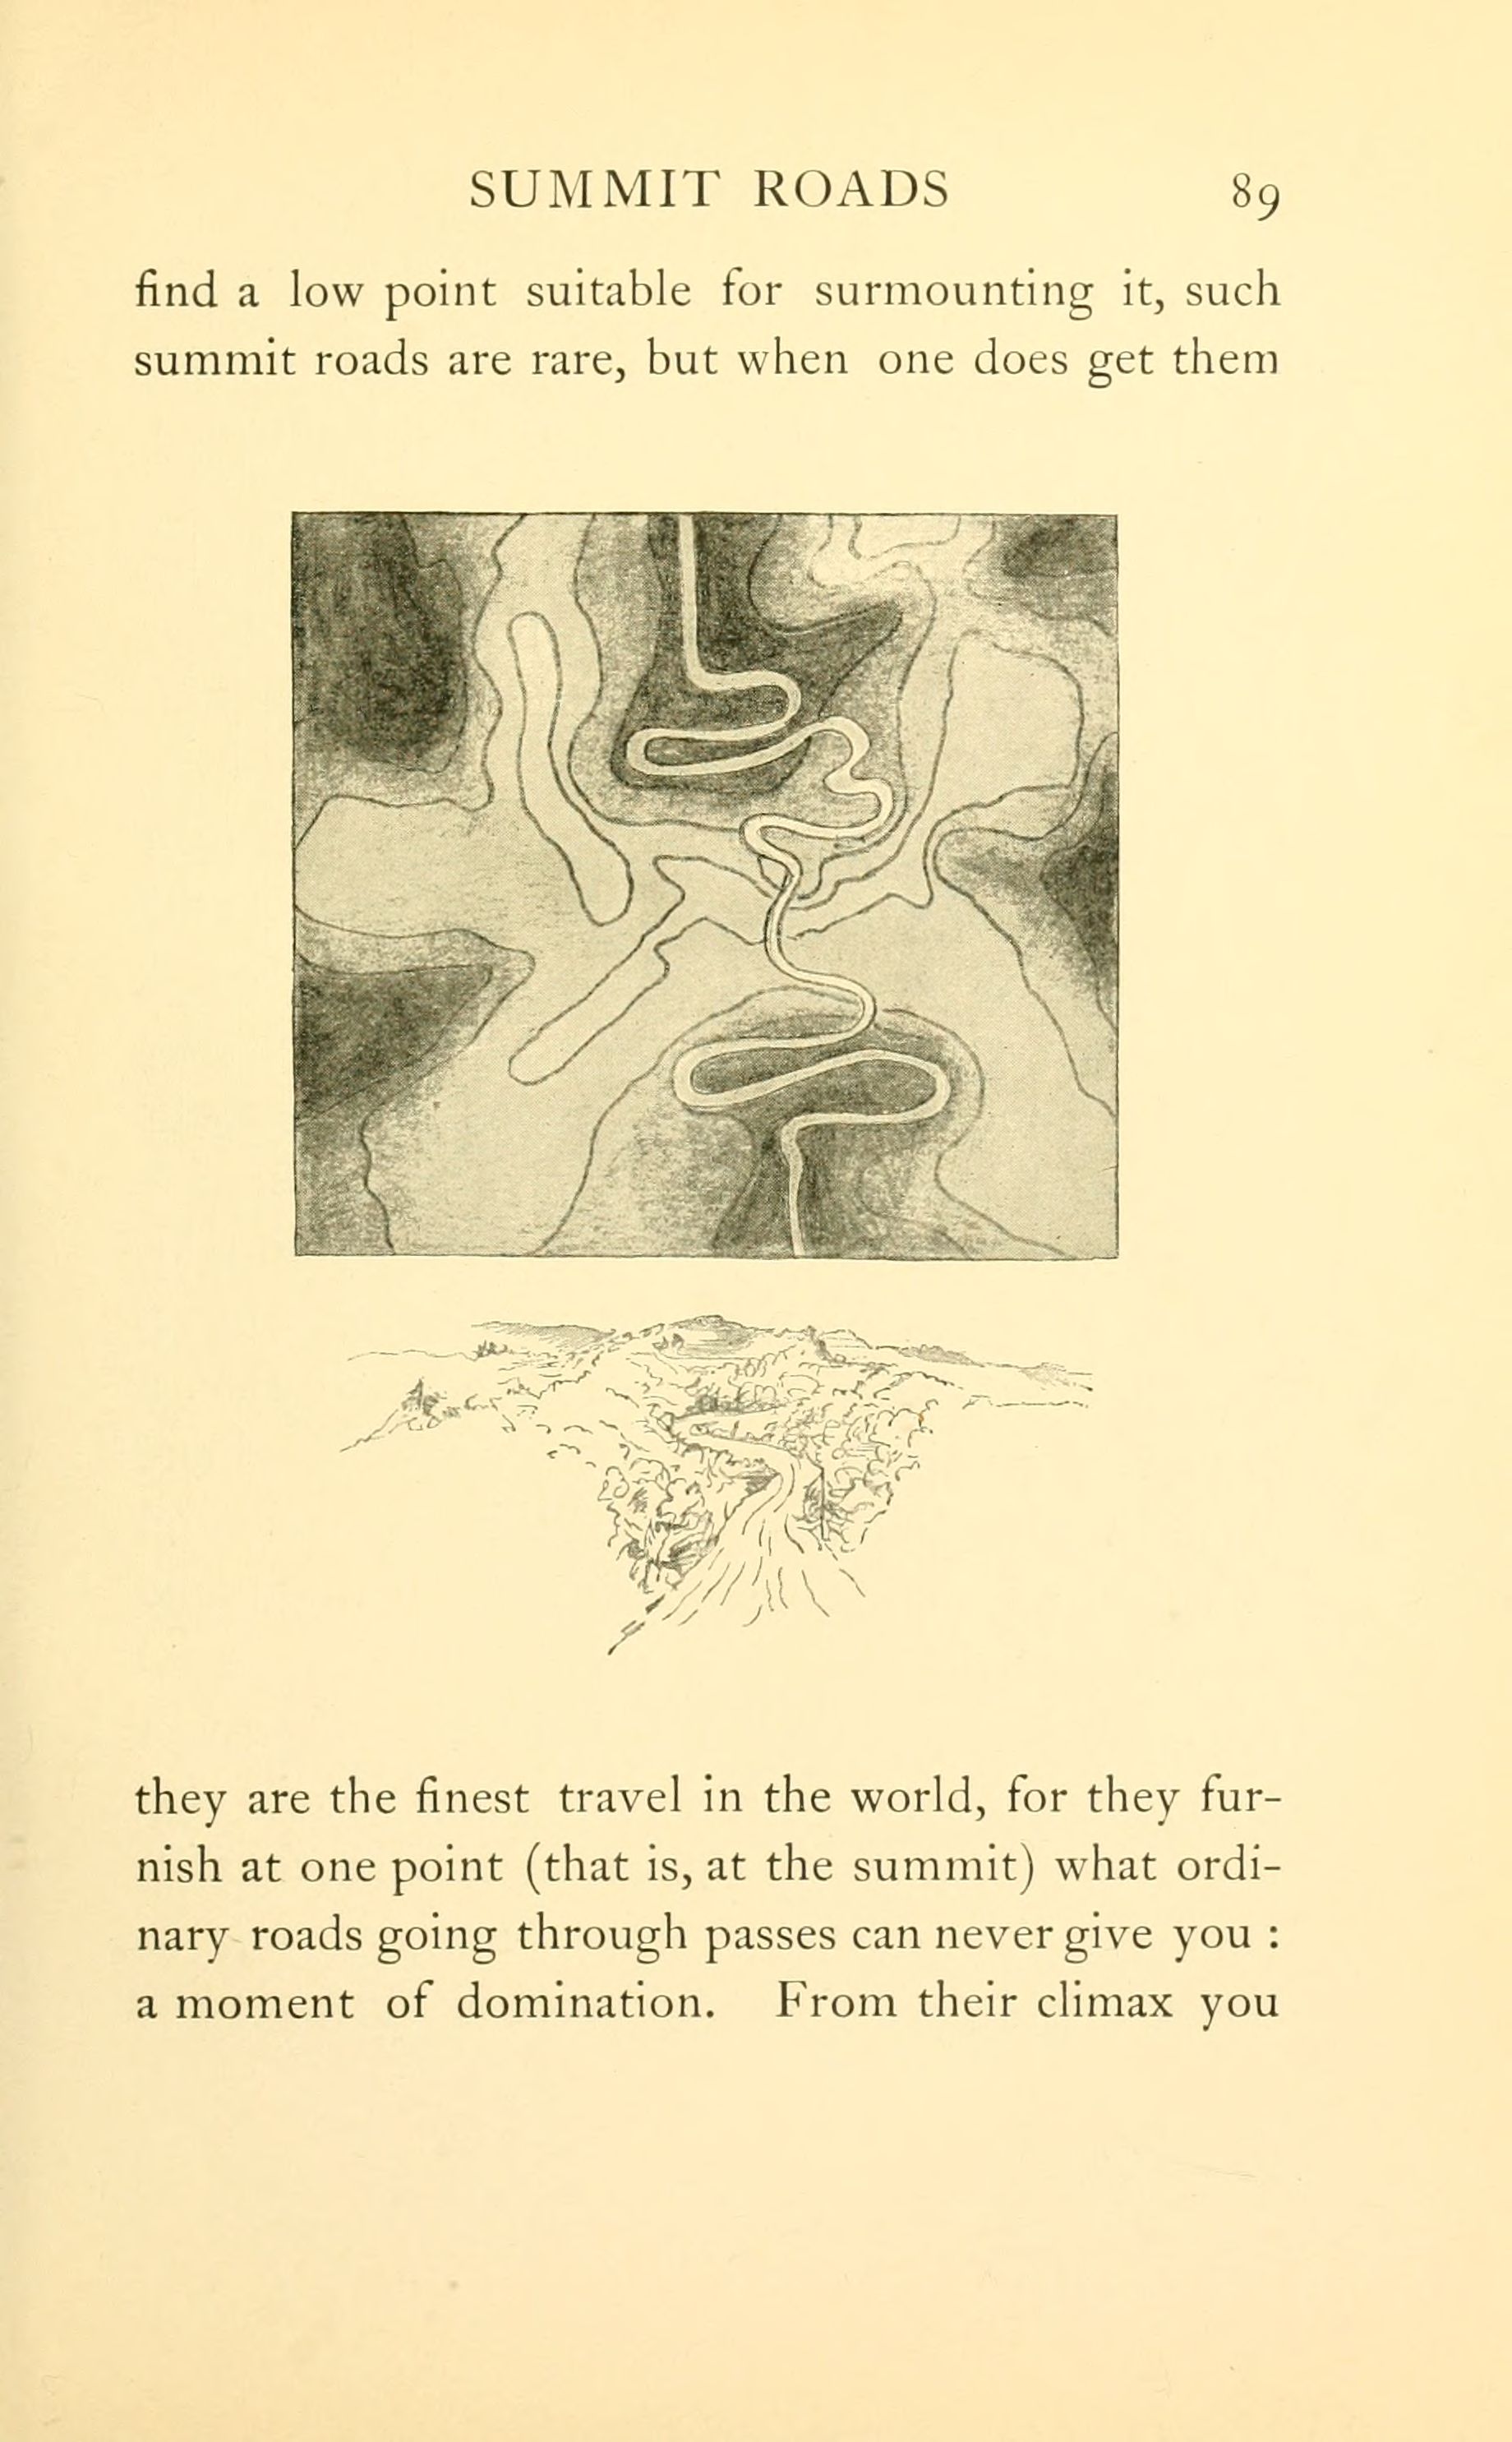 SUMMIT ROADS 89
find a low point suitable for surmounting it, such
summit roads are rare, but when one does get them
they are the finest travel in the world, for they fur-
nish at one point (that is, at the summit) what ordi-
nary roads going through passes can never give you :
a moment of domination. From their climax you